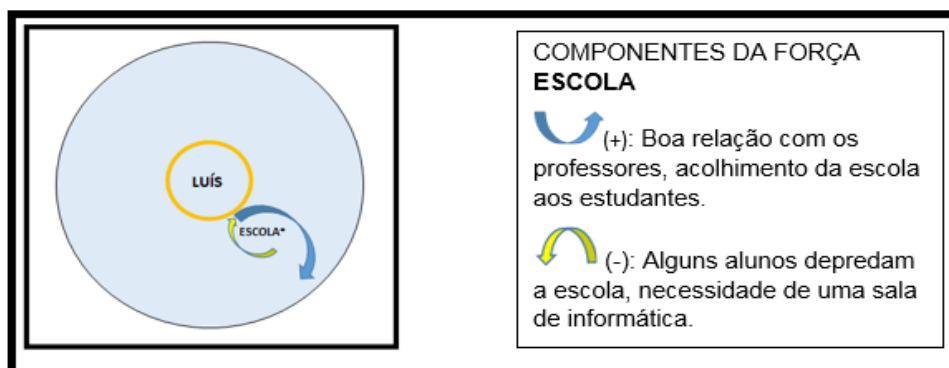 LUÍS
ESCOLA*
COMPONENTES DA FORÇA
ESCOLA
(+): Boa relação com os
professores, acolhimento da escola
aos estudantes.
(-): Alguns alunos depredam
a escola, necessidade de uma sala
de informática.